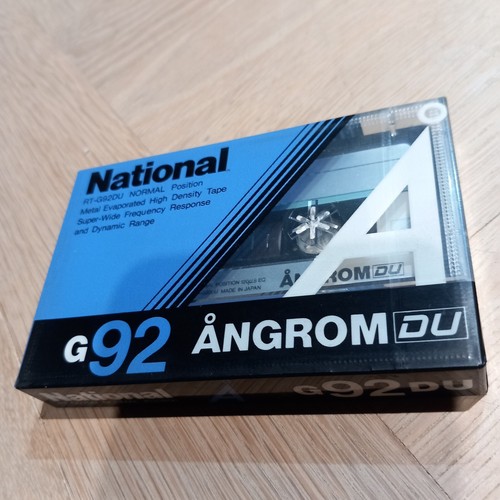 National
RT-G92DU NORMAL Position
Metal Evaporated High Density Tape
Super-Wide Frequency Response
and Dynamic Range
A
POSITION
MADE IN JAPAN
ÅNGROM DU
G92 ÅNGROM DU
National G92DU